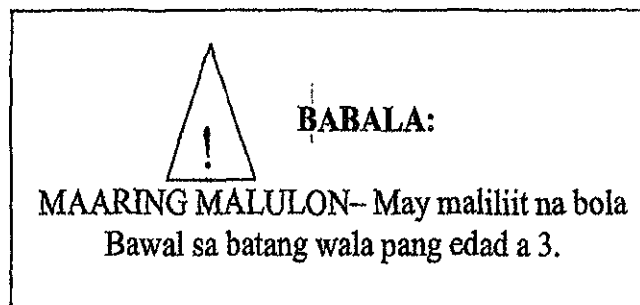 !
BABALA:
MAARING MALULON– May maliliit na bola
Bawal sa batang wala pang edad a 3.